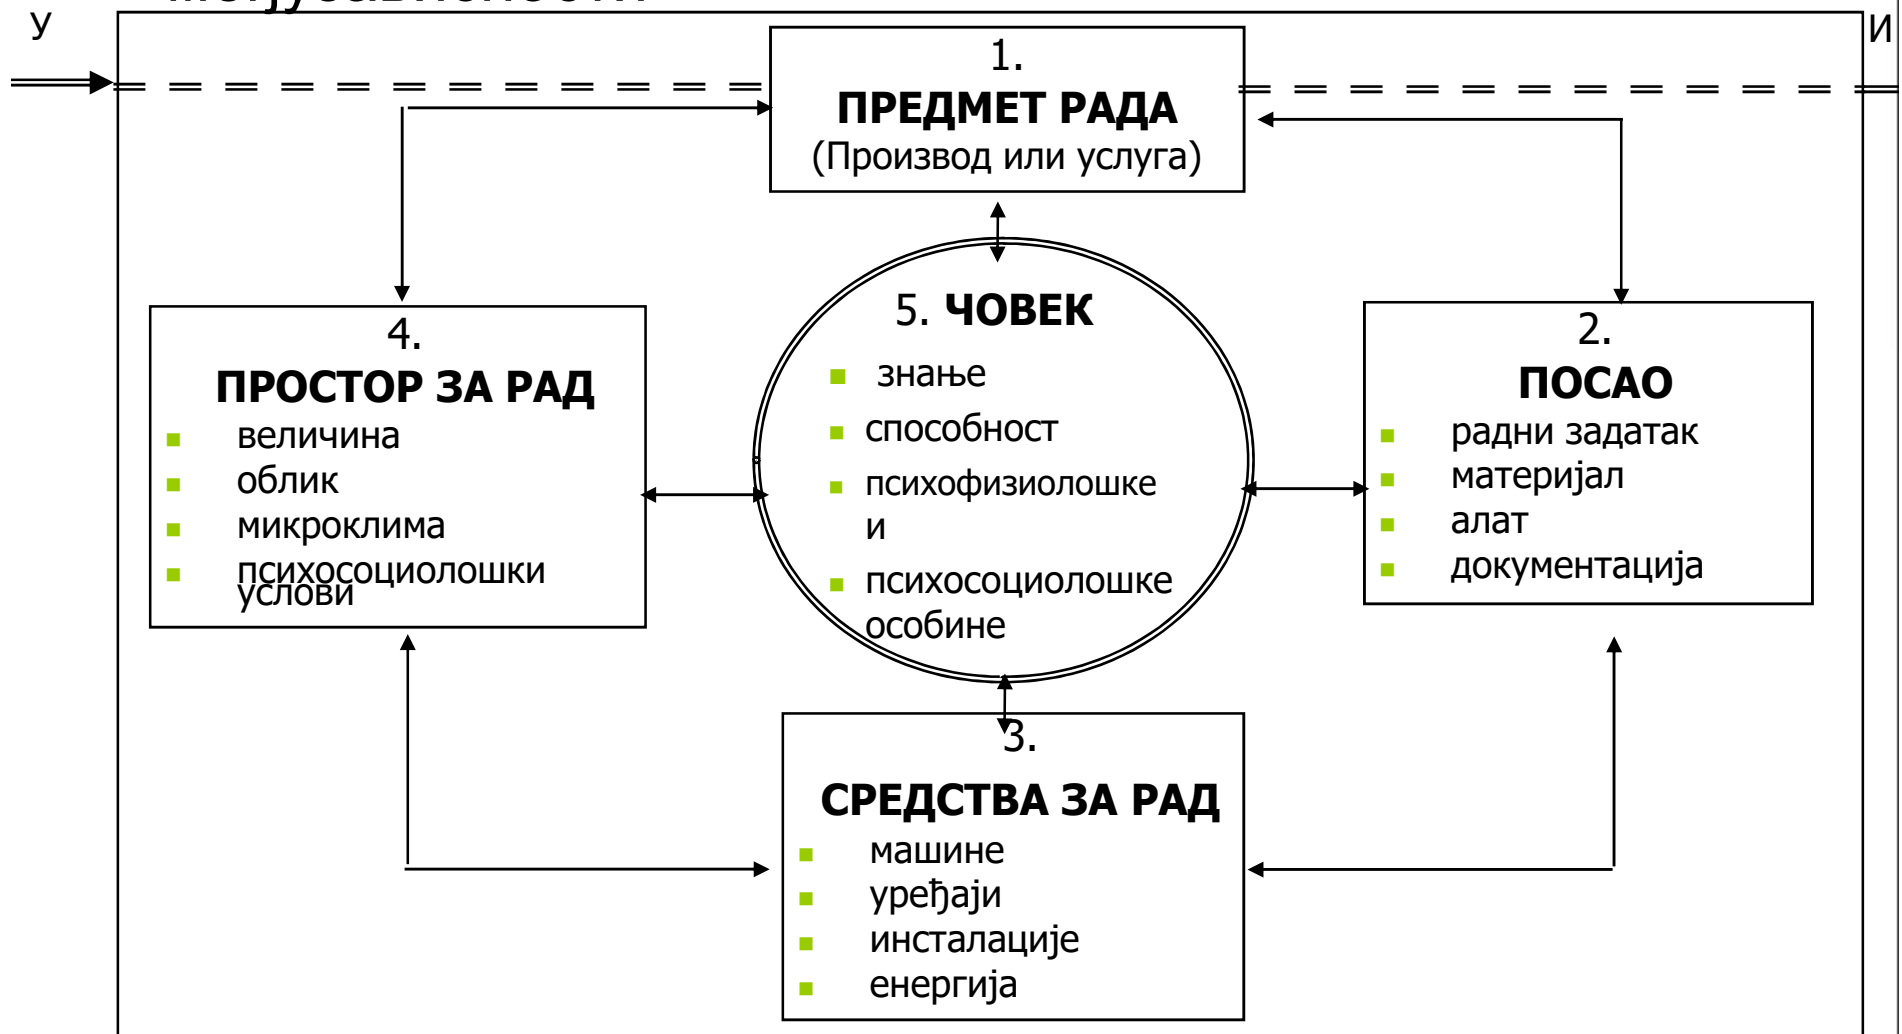 У
И
1.
ПРЕДМЕТ РАДА
(Производ или услуга)
4.
ПРОСТОР ЗА РАД
величина
облик
микроклима
психосоциолошки
услови
5. ЧОВЕК
знање
способност
психофизиолошке
и
психосоциолошке
особине
2.
ПОСАО
радни задатак
материјал
алат
документација
3.
СРЕДСТВА ЗА РАД
машине
уређаји
инсталације
енергија